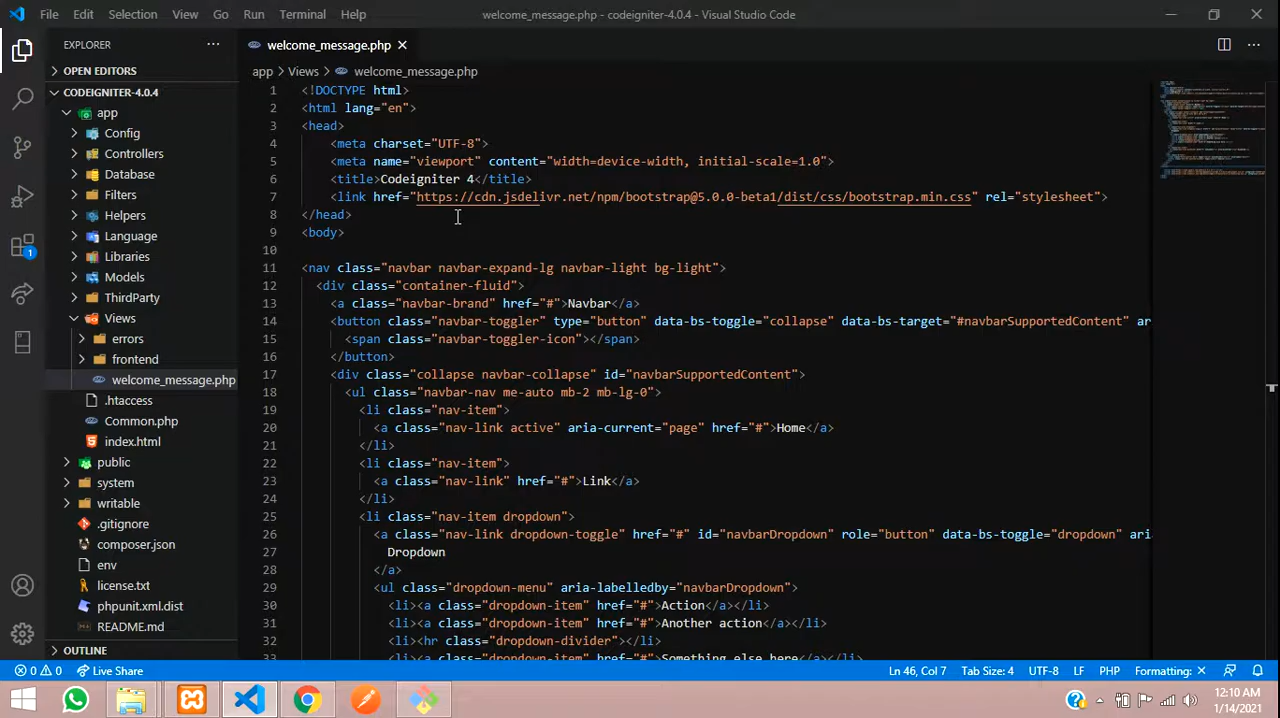 File Edit Selection View Go Run Terminal Help
welcome_message.php - codeigniter-4.0.4 - Visual Studio Code
EXPLORER
OPEN EDITORS
CODEIGNITER-4.0.4
app
Config
Controllers
Database
Filters
Helpers
Language
Libraries
Models
ThirdParty
Views
errors
frontend
welcome_message.php
.htaccess
Common.php
index.html
public
system
writable
.gitignore
composer.json
env
license.txt
phpunit.xml.dist
README.md
OUTLINE
1
welcome_message.php
app > Views > welcome_message.php
1 <!DOCTYPE html>
2 <html lang="en">
3 <head>
4 <meta charset="UTF-8">
5 <meta name="viewport" content="width=device-width, initial-scale=1.0">
6 <title>Codeigniter 4</title>
7 <link href="https://cdn.jsdelivr.net/npm/bootstrap@5.0.0-beta1/dist/css/bootstrap.min.css" rel="stylesheet">
8 </head>
9 <body>
10
11 <nav class="navbar navbar-expand-lg navbar-light bg-light">
12 <div class="container-fluid">
13 <a class="navbar-brand" href="#">Navbar</a>
14 <button class="navbar-toggler" type="button" data-bs-toggle="collapse" data-bs-target="#navbarSupportedContent" ar
15 <span class="navbar-toggler-icon"></span>
16 </button>
17 <div class="collapse navbar-collapse" id="navbarSupportedContent">
18 <ul class="navbar-nav me-auto mb-2 mb-lg-0">
19 <li class="nav-item">
20 <a class="nav-link active" aria-current="page" href="#">Home</a>
21 </li>
22 <li class="nav-item">
23 <a class="nav-link" href="#">Link</a>
24 </li>
25 <li class="nav-item dropdown">
26 <a class="nav-link dropdown-toggle" href="#" id="navbarDropdown" role="button" data-bs-toggle="dropdown" ari
27 Dropdown
28 </a>
29 <ul class="dropdown-menu" aria-labelledby="navbarDropdown">
30 <li><a class="dropdown-item" href="#">Action</a></li>
31 <li><a class="dropdown-item" href="#">Another action</a></li>
32 <li><hr class="dropdown-divider"></li>
33 <li><a class="dropdown-item" href="#">Something else here</a></li>
0 0 Live Share
Ln 46, Col 7 Tab Size: 4 UTF-8 LF PHP Formatting: ×
12:10 AM
1/14/2021